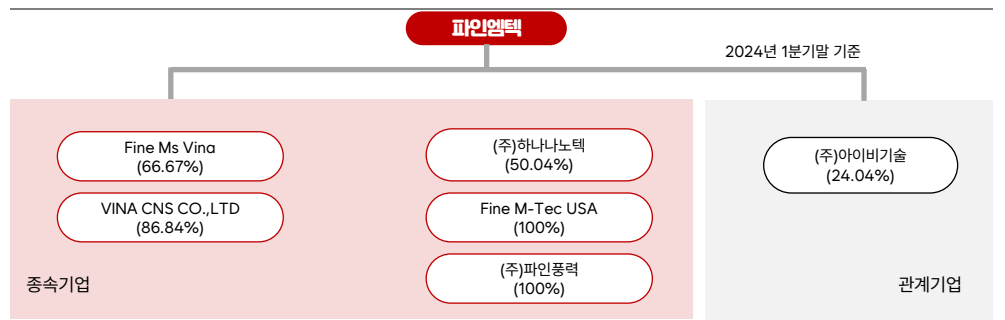 파인엠텍
2024년 1분기말 기준
Fine Ms Vina
(66.67%)
VINA CNS CO.,LTD
(86.84%)
(주)하나나노텍
(50.04%)
Fine M-Tec USA
(100%)
(주)파인풍력
(100%)
종속기업
(주)아이비기술
(24.04%)
관계기업